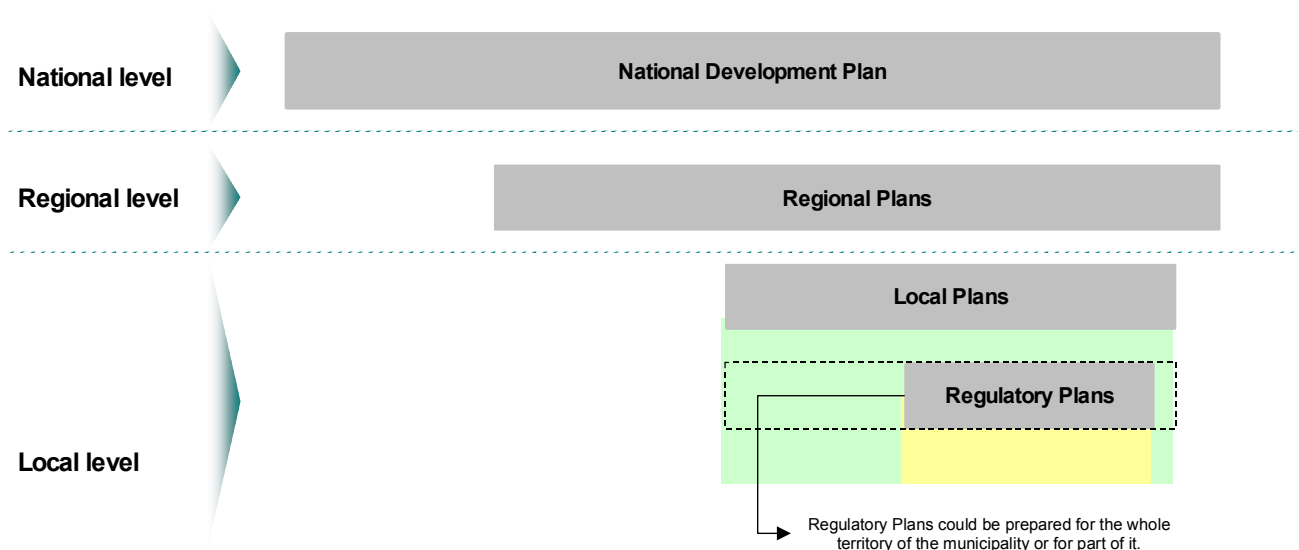 National level
National Development Plan
Regional level
Regional Plans
Local Plans
Regulatory Plans
Local level
Regulatory Plans could be prepared for the whole
territory of the municipality or for part of it.